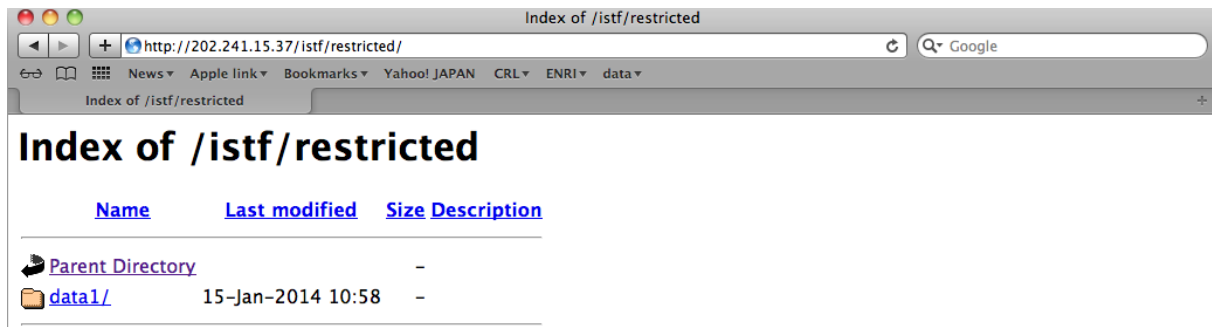 Index of /istf/restricted
http://202.241.15.37/istf/restricted/
Google
News Apple link Bookmarks Yahoo! JAPAN CRL ENRI data
Index of /istf/restricted
Index of /istf/restricted
Name Last modified Size Description
Parent Directory -
data1/ 15-Jan-2014 10:58 -